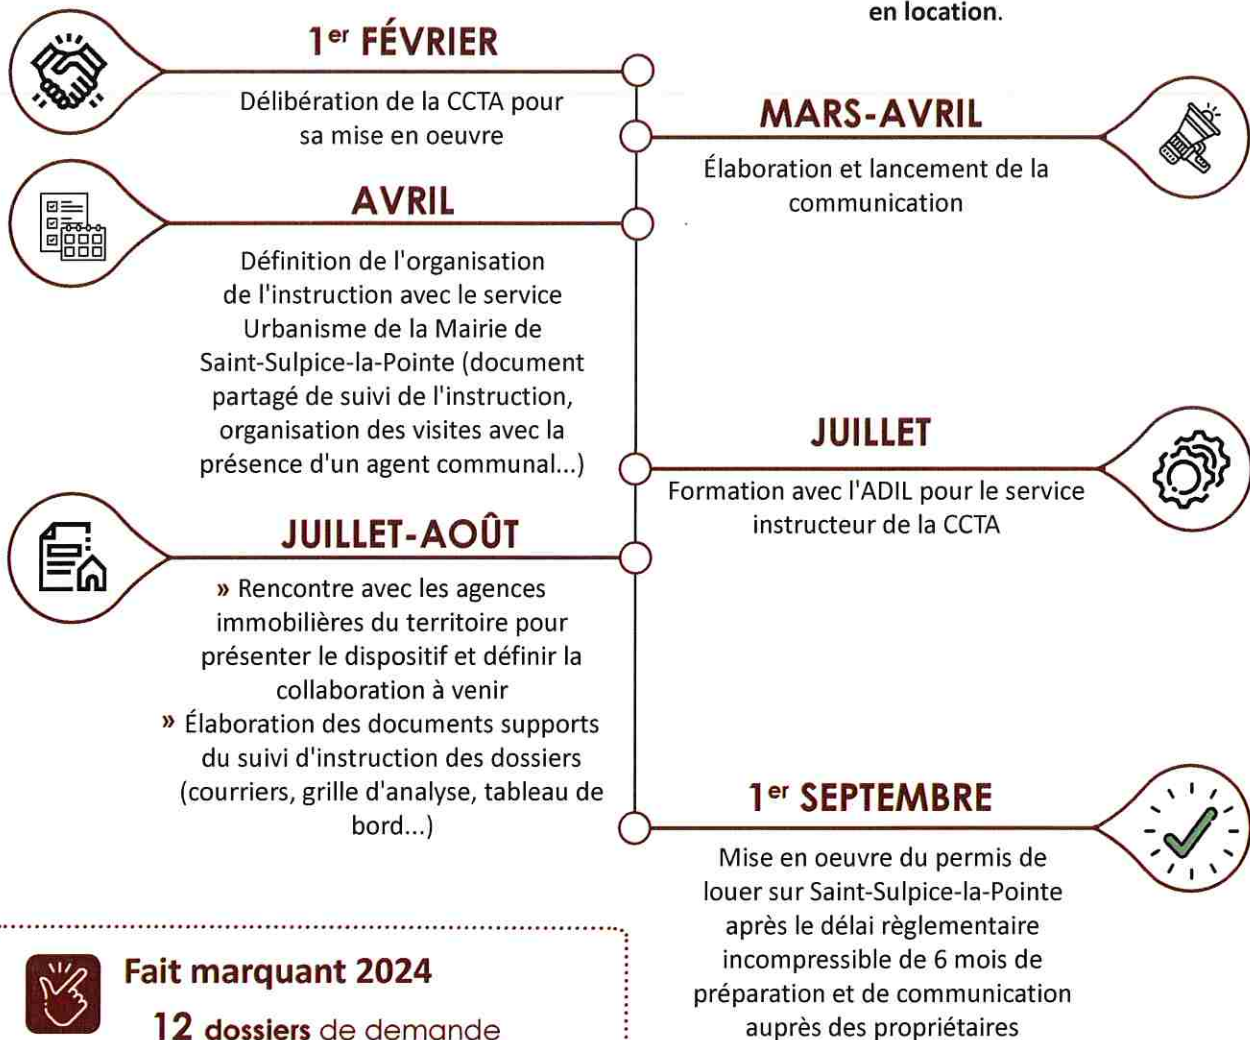 en location.
1er FÉVRIER
Délibération de la CCTA pour
sa mise en oeuvre
MARS-AVRIL
Élaboration et lancement de la
communication
AVRIL
Définition de l'organisation
de l'instruction avec le service
Urbanisme de la Mairie de
Saint-Sulpice-la-Pointe (document
partagé de suivi de l'instruction,
organisation des visites avec la
présence d'un agent communal...)
JUILLET
Formation avec l'ADIL pour le service
instructeur de la CCTA
JUILLET-AOÛT
» Rencontre avec les agences
immobilières du territoire pour
présenter le dispositif et définir la
collaboration à venir
» Élaboration des documents supports
du suivi d'instruction des dossiers
(courriers, grille d'analyse, tableau de
bord...)
1er SEPTEMBRE
Mise en oeuvre du permis de
louer sur Saint-Sulpice-la-Pointe
après le délai règlementaire
incompressible de 6 mois de
préparation et de communication
auprès des propriétaires
Fait marquant 2024
12 dossiers de demande